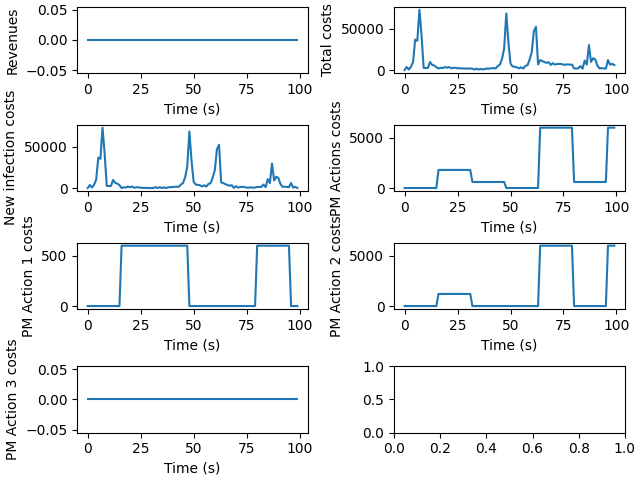 Revenues
0.05
0.00
−0.05
0 25 50 75 100
Time (s)
Total costs
50000
0
0 25 50 75 100
Time (s)
New infection costs
50000
0
0 25 50 75 100
Time (s)
PM Actions costs
5000
0
0 25 50 75 100
Time (s)
PM Action 1 costs
500
0
0 25 50 75 100
Time (s)
PM Action 2 costs
5000
0
0 25 50 75 100
Time (s)
PM Action 3 costs
0.05
0.00
−0.05
0 25 50 75 100
Time (s)
1.0
0.5
0.0
0.0 0.2 0.4 0.6 0.8 1.0